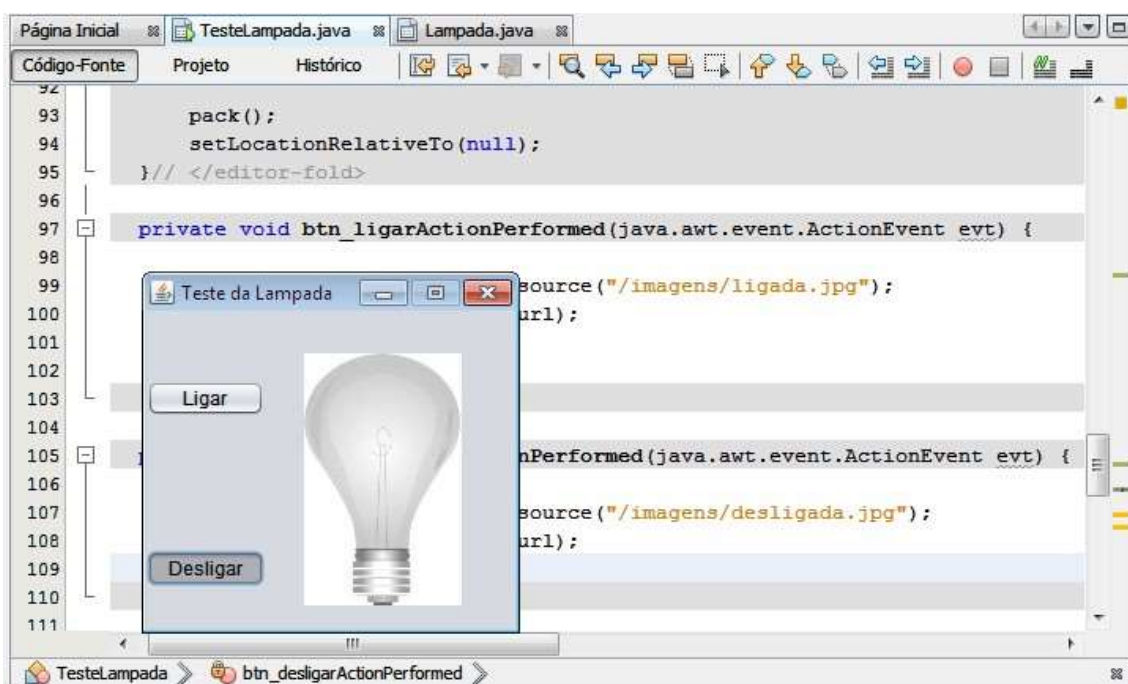 Página Inicial TesteLampada.java Lampada.java
Código-Fonte Projeto Histórico
92
93 pack();
94 setLocationRelativeTo(null);
95 }// </editor-fold>
96
97 private void btn_ligarActionPerformed(java.awt.event.ActionEvent evt) {
98
99 source("/imagens/ligada.jpg");
100 url);
101
102
103
104
105 nPerformed(java.awt.event.ActionEvent evt) {
106
107 source("/imagens/desligada.jpg");
108 url);
109
110
111
Teste da Lampada
Ligar
Desligar
TesteLampada btn_desligarActionPerformed